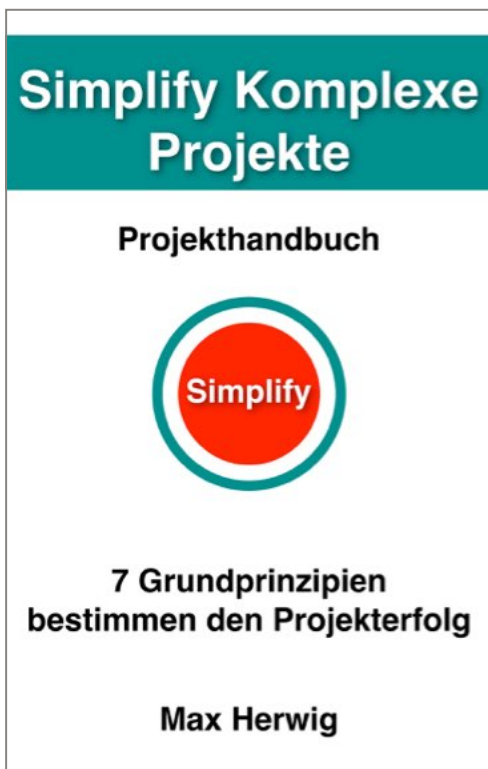 Simplify Komplexe
Projekte
Projekthandbuch
Simplify
7 Grundprinzipien
bestimmen den Projekterfolg
Max Herwig